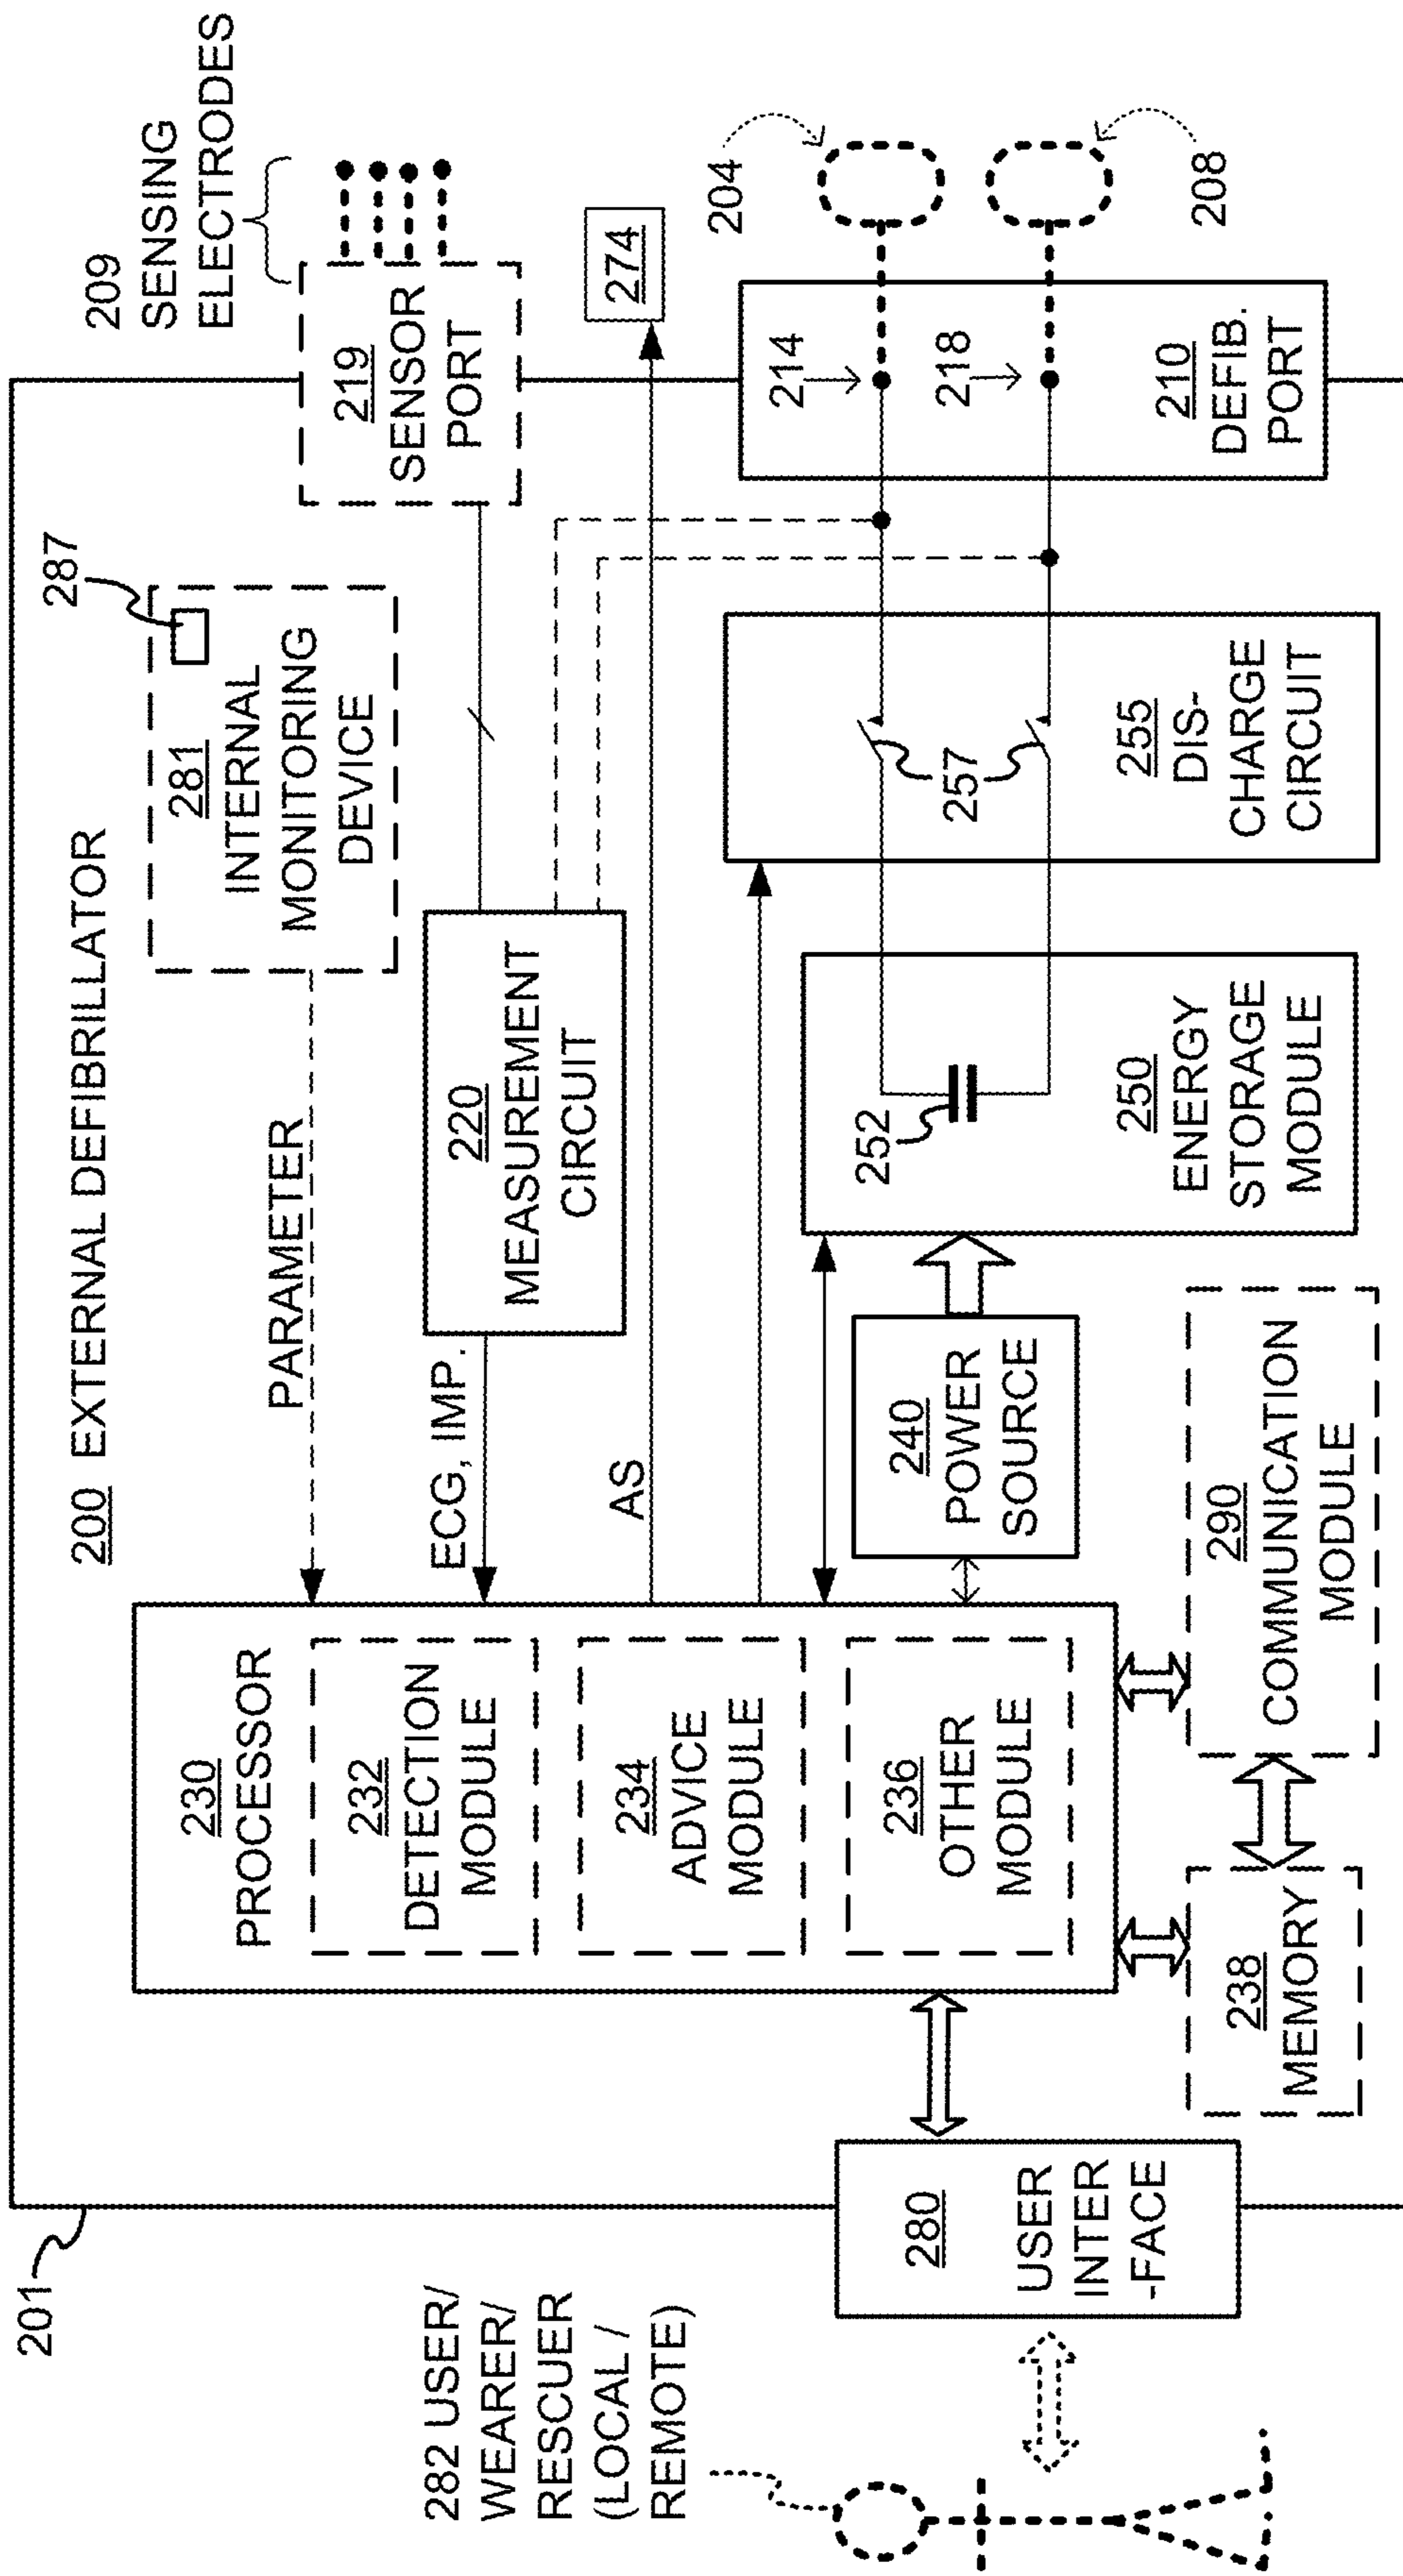 200 EXTERNAL DEFIBRILLATOR
201
282 USER/
WEARER/
RESCUER
(LOCAL /
REMOTE)
280
USER
INTER
-FACE
230
PROCESSOR
232
DETECTION
MODULE
234
ADVICE
MODULE
236
OTHER
MODULE
238
MEMORY
290
COMMUNICATION
MODULE
PARAMETER
ECG, IMP.
AS
240
POWER
SOURCE
220
MEASUREMENT
CIRCUIT
281
INTERNAL
MONITORING
DEVICE
287
252
250
ENERGY
STORAGE
MODULE
257
255
DIS-
CHARGE
CIRCUIT
219
SENSOR
PORT
209
SENSING
ELECTRODES
274
214
218
210
DEFIB.
PORT
204
208